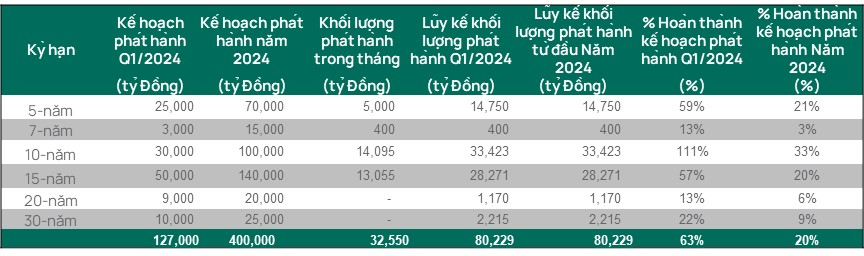 Kỳ hạn | Kế hoạch phát hành Q1/2024 (tỷ Đồng) | Kế hoạch phát hành năm 2024 (tỷ Đồng) | Khối lượng phát hành trong tháng (tỷ Đồng) | Lũy kế khối lượng phát hành Q1/2024 (tỷ Đồng) | Lũy kế khối lượng phát hành từ đầu Năm 2024 (tỷ Đồng) | % Hoàn thành kế hoạch phát hành Q1/2024 (%) | % Hoàn thành kế hoạch phát hành Năm 2024 (%)
5-năm | 25,000 | 70,000 | 5,000 | 14,750 | 14,750 | 59% | 21%
7-năm | 3,000 | 15,000 | 400 | 400 | 400 | 13% | 3%
10-năm | 30,000 | 100,000 | 14,095 | 33,423 | 33,423 | 111% | 33%
15-năm | 50,000 | 140,000 | 13,055 | 28,271 | 28,271 | 57% | 20%
20-năm | 9,000 | 20,000 | - | 1,170 | 1,170 | 13% | 6%
30-năm | 10,000 | 25,000 | - | 2,215 | 2,215 | 22% | 9%
127,000 | 400,000 | 32,550 | 80,229 | 80,229 | 63% | 20%